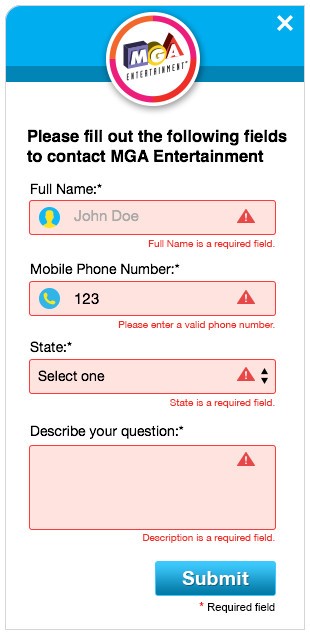 MGA
ENTERTAINMENT™
Please fill out the following fields
to contact MGA Entertainment
Full Name:*
John Doe
Full Name is a required field.
Mobile Phone Number:*
123
Please enter a valid phone number.
State:*
Select one
State is a required field.
Describe your question:*
Description is a required field.
Submit
* Required field